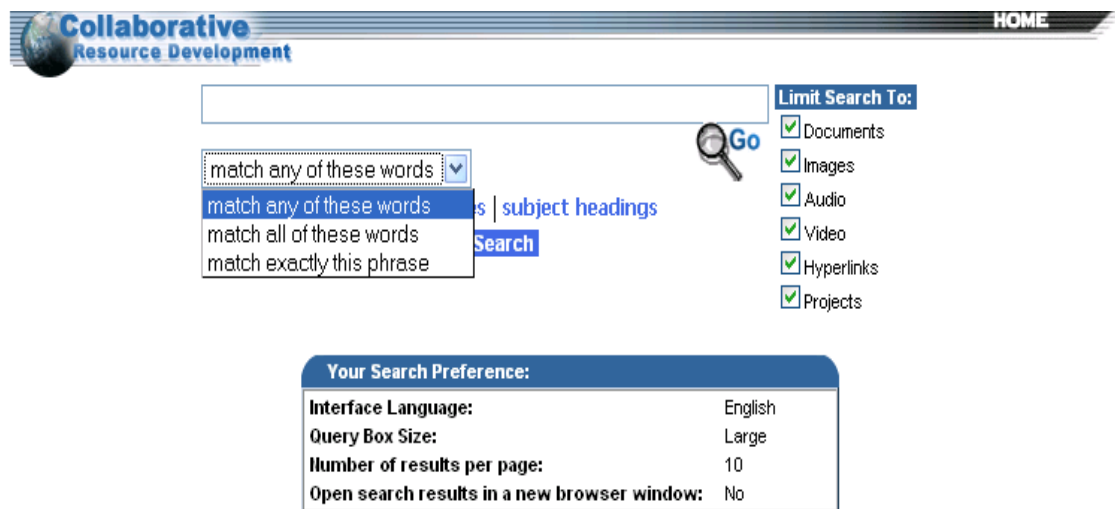 Collaborative
HOME
Resource Development
Limit Search To:
Go
Documents
match any of these words
Images
match any of these words
Audio
subject headings
match all of these words
Video
Search
match exactly this phrase
Hyperlinks
Projects
Your Search Preference:
Interface Language: English
Query Box Size: Large
Number of results per page: 10
Open search results in a new browser window: No